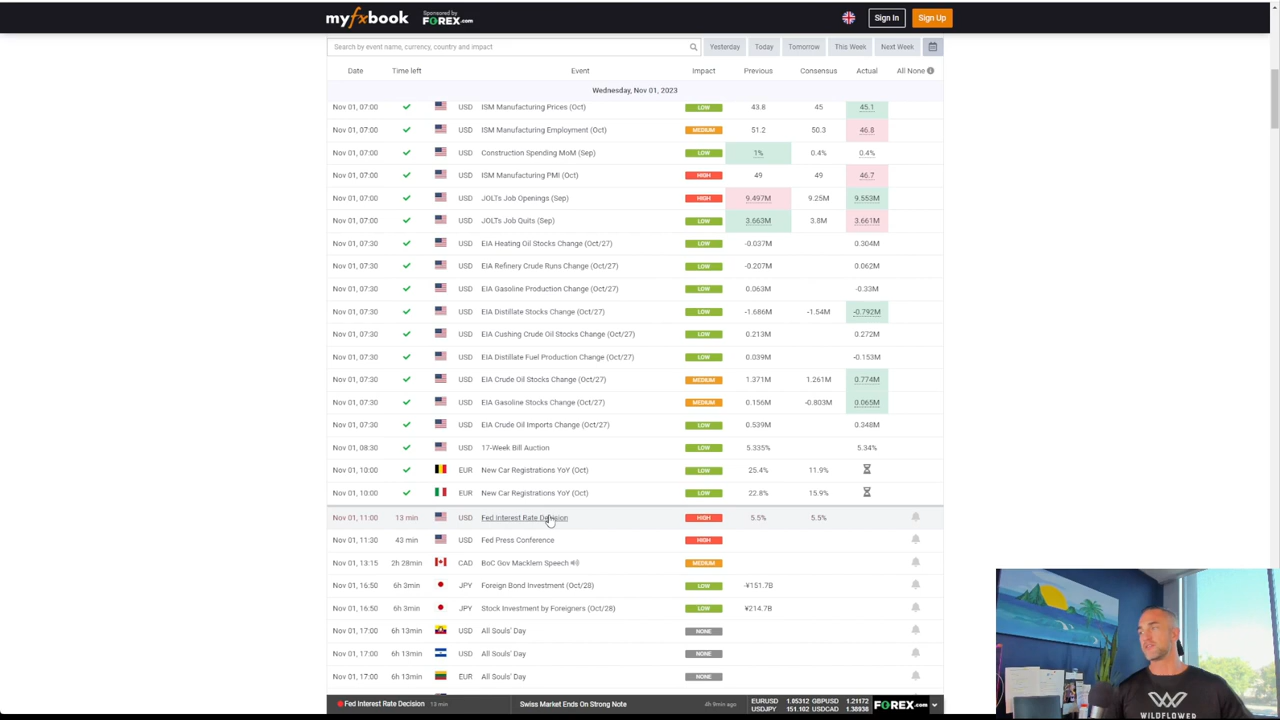 myfxbook Sponsored by FOREX.com Sign In Sign Up
Search by event name, currency, country and impact Yesterday Today Tomorrow This Week Next Week
Date Time left Event Impact Previous Consensus Actual All None
Wednesday, Nov 01, 2023
Nov 01, 07:00 USD ISM Manufacturing Prices (Oct) LOW 43.8 45 45.1
Nov 01, 07:00 USD ISM Manufacturing Employment (Oct) MEDIUM 51.2 50.3 46.8
Nov 01, 07:00 USD Construction Spending MoM (Sep) LOW 1% 0.4% 0.4%
Nov 01, 07:00 USD ISM Manufacturing PMI (Oct) HIGH 49 49 46.7
Nov 01, 07:00 USD JOLTs Job Openings (Sep) HIGH 9.497M 9.25M 9.553M
Nov 01, 07:00 USD JOLTs Job Quits (Sep) LOW 3.663M 3.8M 3.661M
Nov 01, 07:30 USD EIA Heating Oil Stocks Change (Oct/27) LOW -0.037M 0.304M
Nov 01, 07:30 USD EIA Refinery Crude Runs Change (Oct/27) LOW -0.207M 0.062M
Nov 01, 07:30 USD EIA Gasoline Production Change (Oct/27) LOW 0.063M -0.33M
Nov 01, 07:30 USD EIA Distillate Stocks Change (Oct/27) LOW -1.686M -1.54M -0.792M
Nov 01, 07:30 USD EIA Cushing Crude Oil Stocks Change (Oct/27) LOW 0.213M 0.272M
Nov 01, 07:30 USD EIA Distillate Fuel Production Change (Oct/27) LOW 0.039M -0.153M
Nov 01, 07:30 USD EIA Crude Oil Stocks Change (Oct/27) MEDIUM 1.371M 1.261M 0.774M
Nov 01, 07:30 USD EIA Gasoline Stocks Change (Oct/27) MEDIUM 0.156M -0.803M 0.065M
Nov 01, 07:30 USD EIA Crude Oil Imports Change (Oct/27) LOW 0.539M 0.348M
Nov 01, 08:30 USD 17-Week Bill Auction LOW 5.335% 5.34%
Nov 01, 10:00 EUR New Car Registrations YoY (Oct) LOW 25.4% 11.9%
Nov 01, 10:00 EUR New Car Registrations YoY (Oct) LOW 22.8% 15.9%
Nov 01, 11:00 13 min USD Fed Interest Rate Decision HIGH 5.5% 5.5%
Nov 01, 11:30 43 min USD Fed Press Conference HIGH
Nov 01, 13:15 2h 28min CAD BoC Gov Macklem Speech MEDIUM
Nov 01, 16:50 6h 3min JPY Foreign Bond Investment (Oct/28) LOW -¥151.7B
Nov 01, 16:50 6h 3min JPY Stock Investment by Foreigners (Oct/28) LOW ¥214.7B
Nov 01, 17:00 6h 13min USD All Souls' Day NONE
Nov 01, 17:00 6h 13min USD All Souls' Day NONE
Nov 01, 17:00 6h 13min EUR All Souls' Day NONE
Fed Interest Rate Decision 13 min Swiss Market Ends On Strong Note 4h 9min ago EURUSD 1.05312 GBPUSD 1.21172 FOREX.com
USDJPY 151.102 USDCAD 1.38938
WILDFLOWER